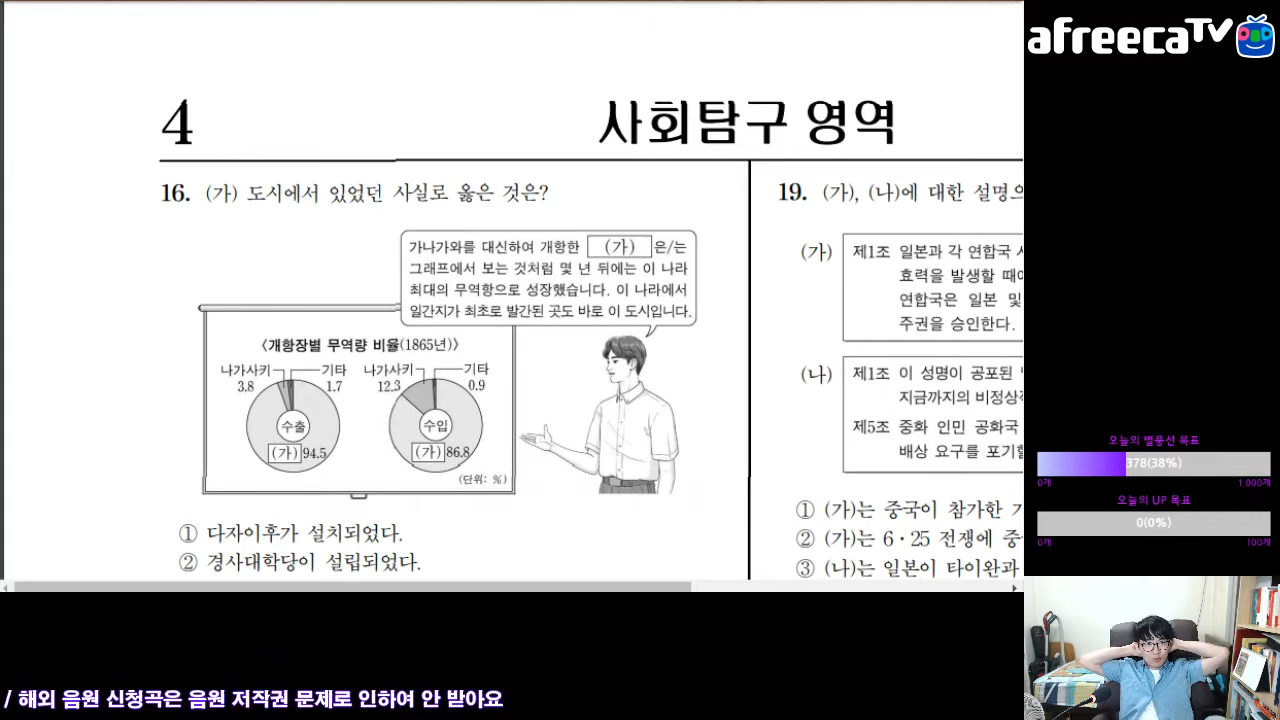 afreecaTV
4
사회탐구 영역
16. (가) 도시에서 있었던 사실로 옳은 것은?
가나가와를 대신하여 개항한 (가) 은/는
그래프에서 보는 것처럼 몇 년 뒤에는 이 나라
최대의 무역항으로 성장했습니다. 이 나라에서
일간지가 최초로 발간된 곳도 바로 이 도시입니다.
〈개항장별 무역량 비율(1865년)〉
나가사키 3.8
기타 1.7
수출
(가) 94.5
나가사키 12.3
기타 0.9
수입
(가) 86.8
(단위: %)
① 다자이후가 설치되었다.
② 경사대학당이 설립되었다.
19. (가), (나)에 대한 설명으
(가)
제1조 일본과 각 연합국 
효력을 발생할 때
연합국은 일본 및
주권을 승인한다.
(나)
제1조 이 성명이 공포된
지금까지의 비정상
제5조 중화 인민 공화국
배상 요구를 포기
① (가)는 중국이 참가한
② (가)는 6·25 전쟁에 중
③ (나)는 일본이 타이완과
오늘의 별풍선 목표
378(38%)
0개 1,000개
오늘의 UP 목표
0(0%)
0개 100개
/ 해외 음원 신청곡은 음원 저작권 문제로 인하여 안 받아요